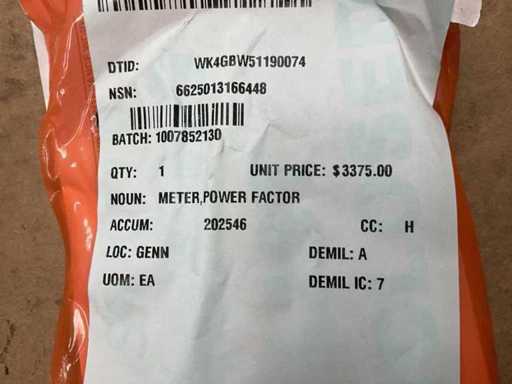 DTID: WK4GBW51190074
NSN: 6625013166448
BATCH: 1007852130
QTY: 1 UNIT PRICE: $3375.00
NOUN: METER,POWER FACTOR
ACCUM: 202546 CC: H
LOC: GENN DEMIL: A
UOM: EA DEMIL IC: 7